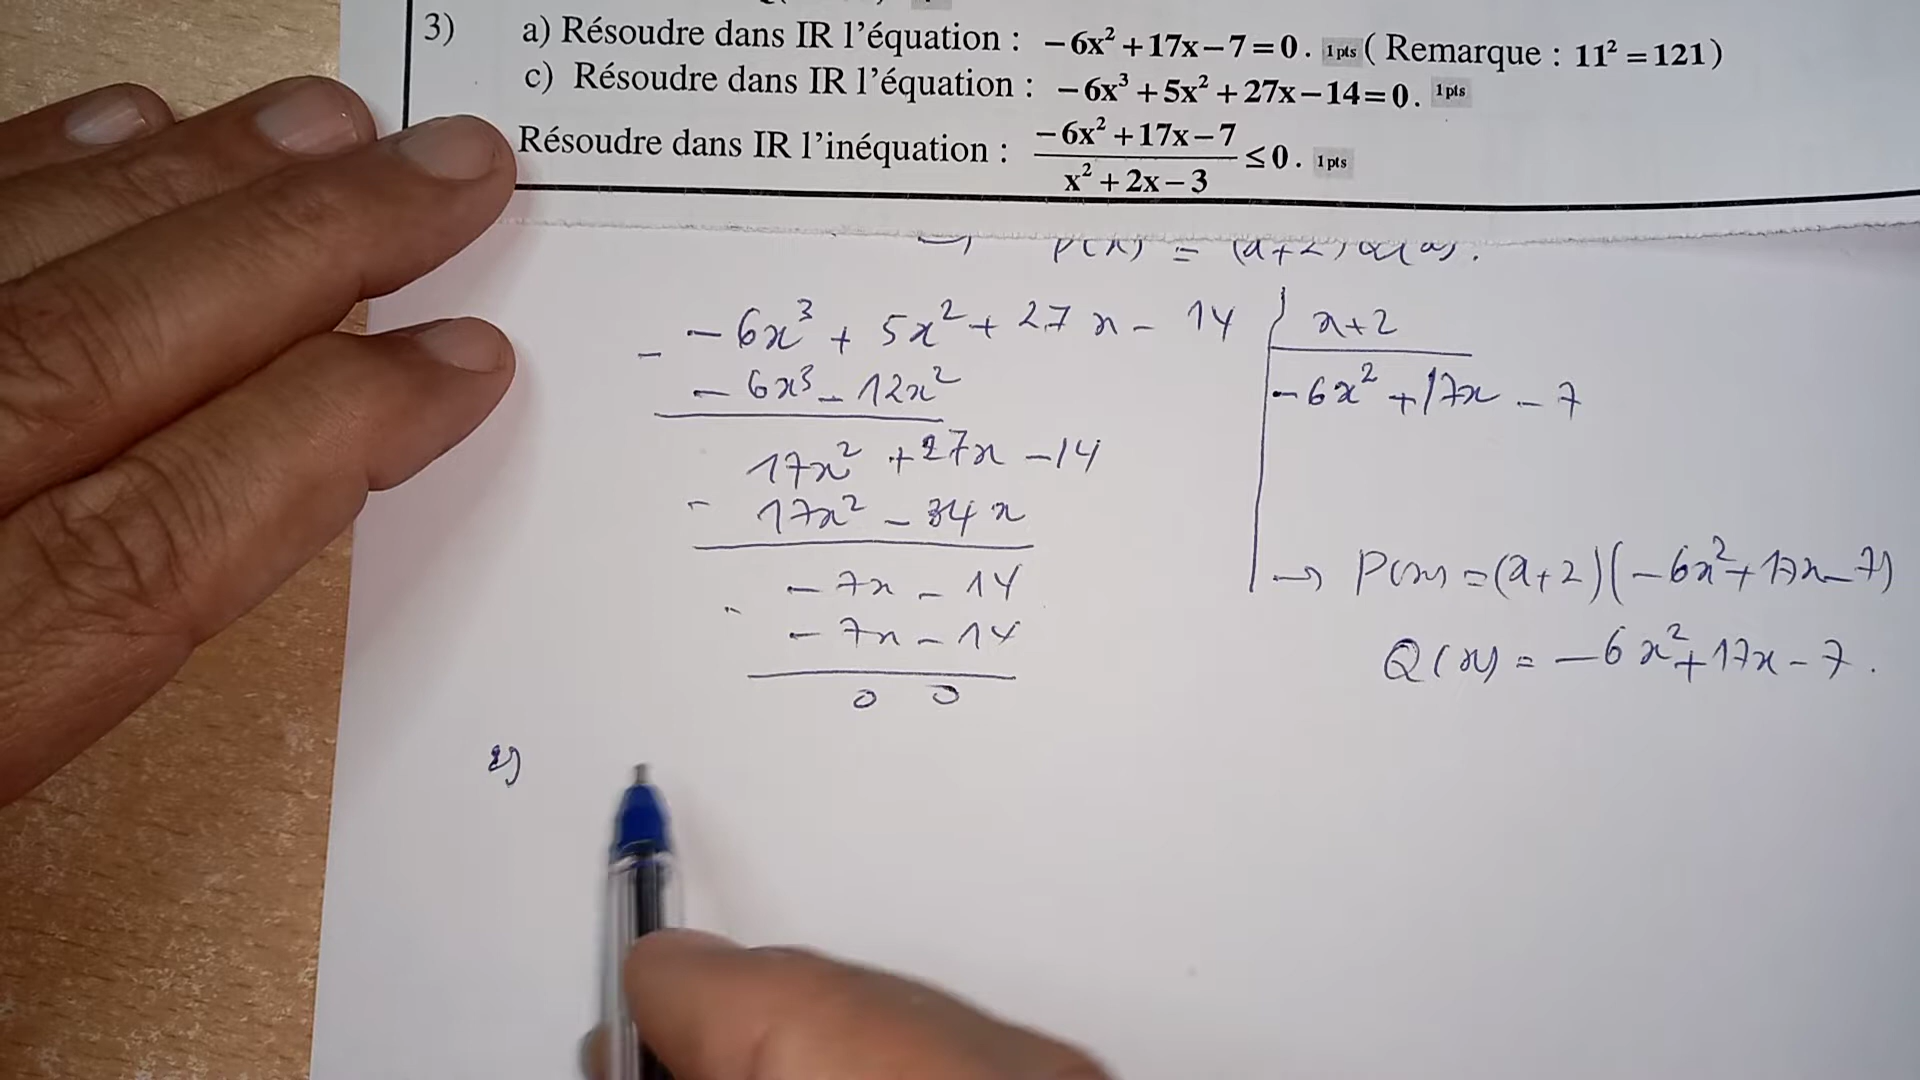 3) a) Résoudre dans IR l'équation : −6x² +17x−7=0. 1pts ( Remarque : 11² =121)
c) Résoudre dans IR l'équation : −6x³ +5x² +27x−14=0. 1pts
Résoudre dans IR l'inéquation : (−6x² +17x−7)/(x² +2x−3) ≤0. 1pts
- 6x³ + 5x² + 27x - 14 | x+2
- - 6x³ - 12x² | -6x² +17x - 7
17x² +27x -14
- 17x² - 34x
- 7x - 14
- - 7x - 14
0 0
→ P(x) = (x+2)(-6x²+17x-7)
Q(x) = -6x²+17x-7.
2)